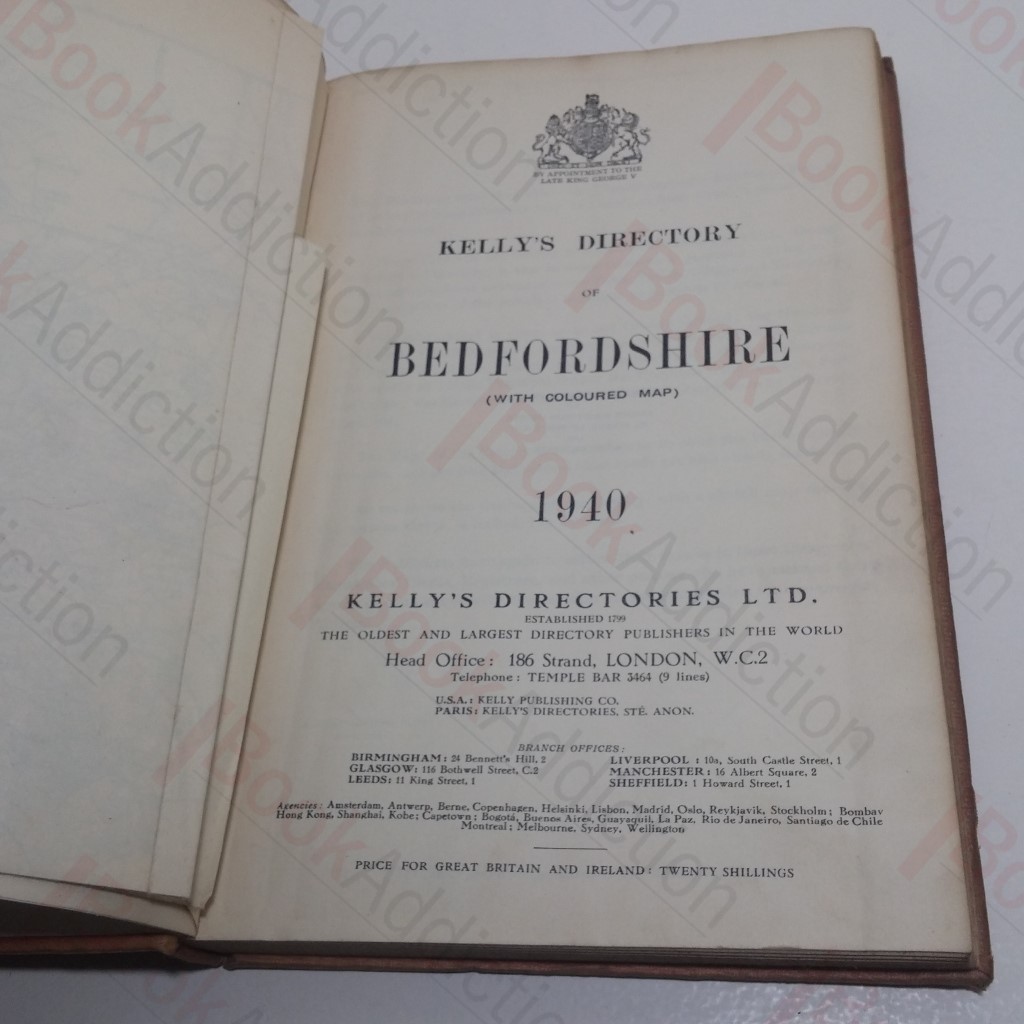 BY APPOINTMENT TO THE
LATE KING GEORGE V
KELLY'S DIRECTORY
OF
BEDFORDSHIRE
(WITH COLOURED MAP)
1940
KELLY'S DIRECTORIES LTD.
ESTABLISHED 1799
THE OLDEST AND LARGEST DIRECTORY PUBLISHERS IN THE WORLD
Head Office: 186 Strand, LONDON, W.C.2
Telephone: TEMPLE BAR 3464 (9 lines)
U.S.A.: KELLY PUBLISHING CO.
PARIS: KELLY'S DIRECTORIES, STÉ. ANON.
BRANCH OFFICES:
BIRMINGHAM: 24 Bennett's Hill, 2
GLASGOW: 116 Bothwell Street, C.2
LEEDS: 11 King Street, 1
LIVERPOOL: 10a, South Castle Street, 1
MANCHESTER: 16 Albert Square, 2
SHEFFIELD: 1 Howard Street, 1
Agencies: Amsterdam, Antwerp, Berne, Copenhagen, Helsinki, Lisbon, Madrid, Oslo, Reykjavik, Stockholm; Bombay
Hong Kong, Shanghai, Kobe; Capetown; Bogotá, Buenos Aires, Guayaquil, La Paz, Rio de Janeiro, Santiago de Chile
Montreal; Melbourne, Sydney, Wellington
PRICE FOR GREAT BRITAIN AND IRELAND: TWENTY SHILLINGS
BookAddiction